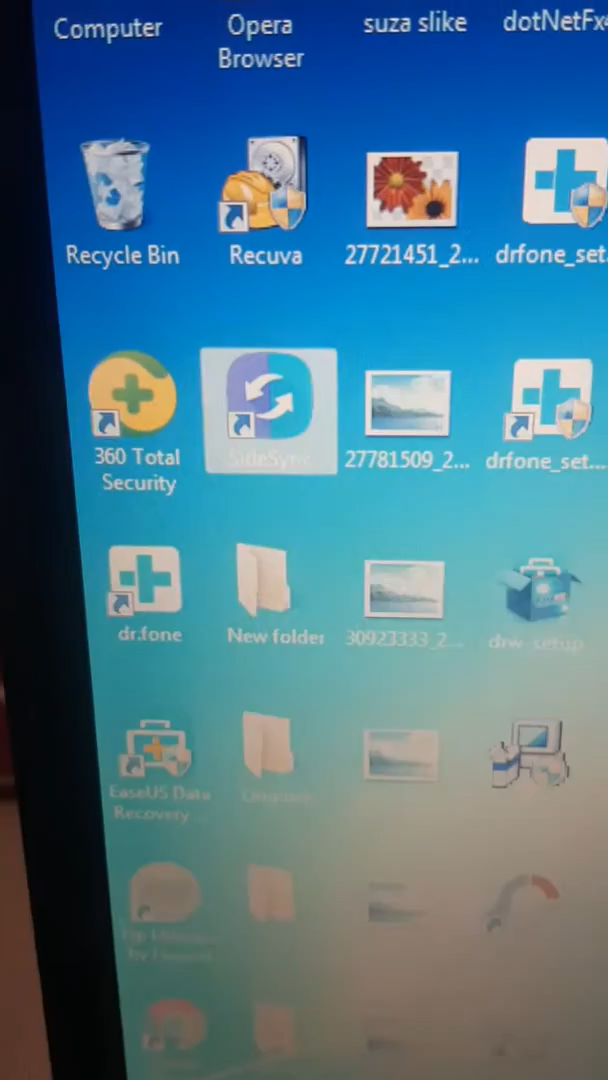 Computer
Opera
Browser
suza slike
dotNetFx4
Recycle Bin
Recuva
27721451_2...
drfone_set...
360 Total
Security
SideSync
27781509_2...
drfone_set...
dr.fone
New folder
30923333_2...
drw_setup
EaseUS Data
Recovery ...